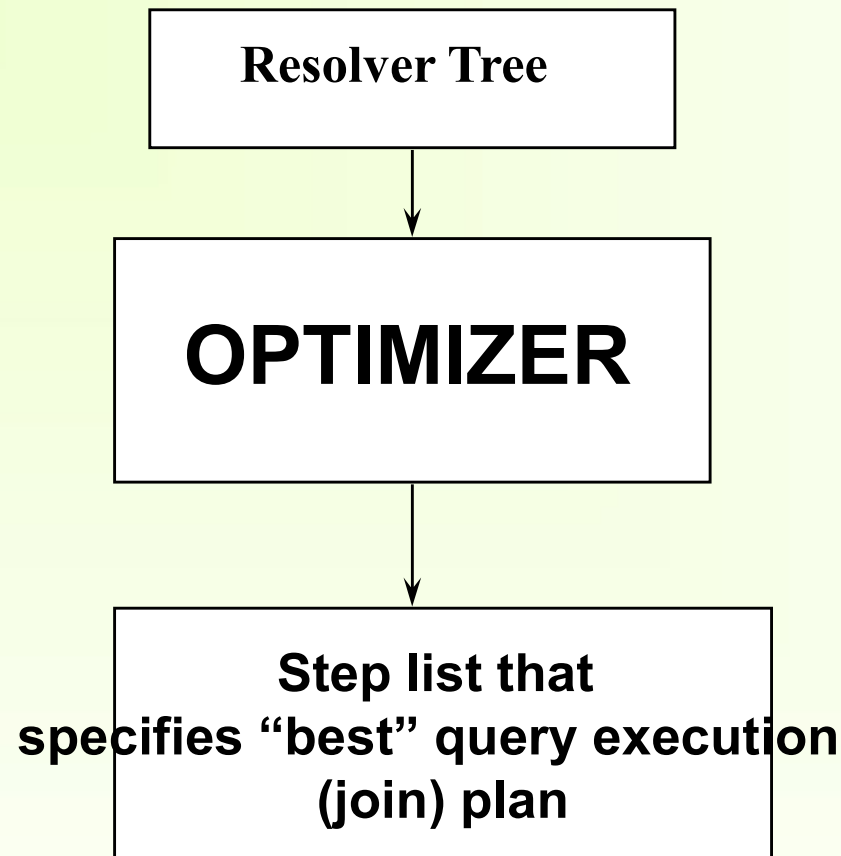 Resolver Tree
OPTIMIZER
Step list that
specifies “best” query execution
(join) plan